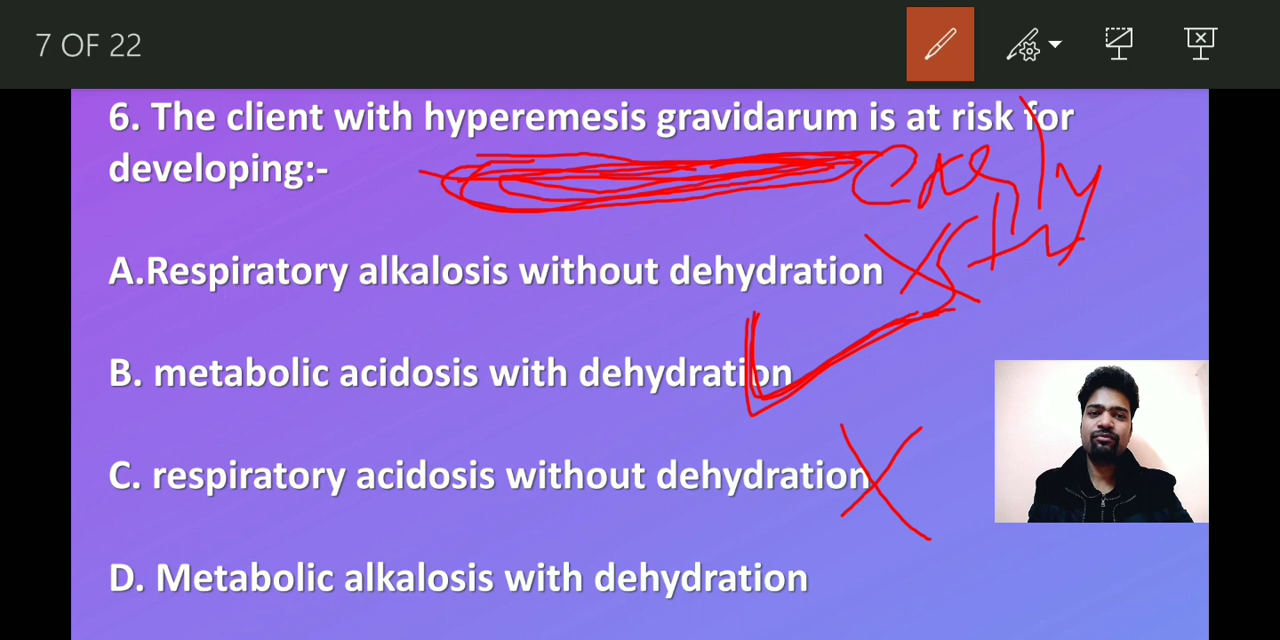 7 OF 22
6. The client with hyperemesis gravidarum is at risk for
developing:-
A.Respiratory alkalosis without dehydration
B. metabolic acidosis with dehydration
C. respiratory acidosis without dehydration
D. Metabolic alkalosis with dehydration